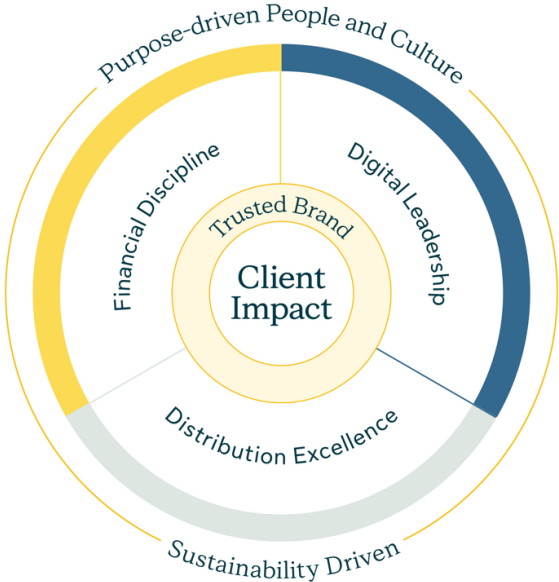 Purpose-driven People and Culture
Financial Discipline
Digital Leadership
Trusted Brand
Client
Impact
Distribution Excellence
Sustainability Driven